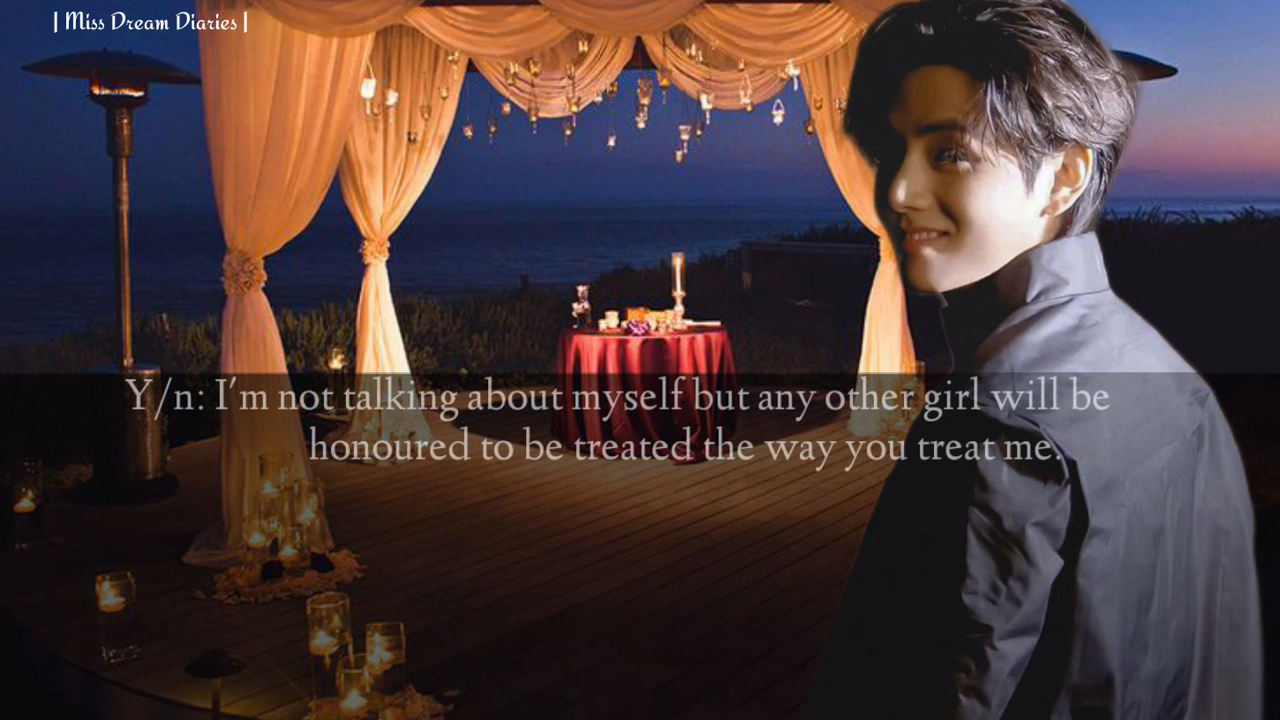 | Miss Dream Diaries |
Y/n: I'm not talking about myself but any other girl will be
honoured to be treated the way you treat me.